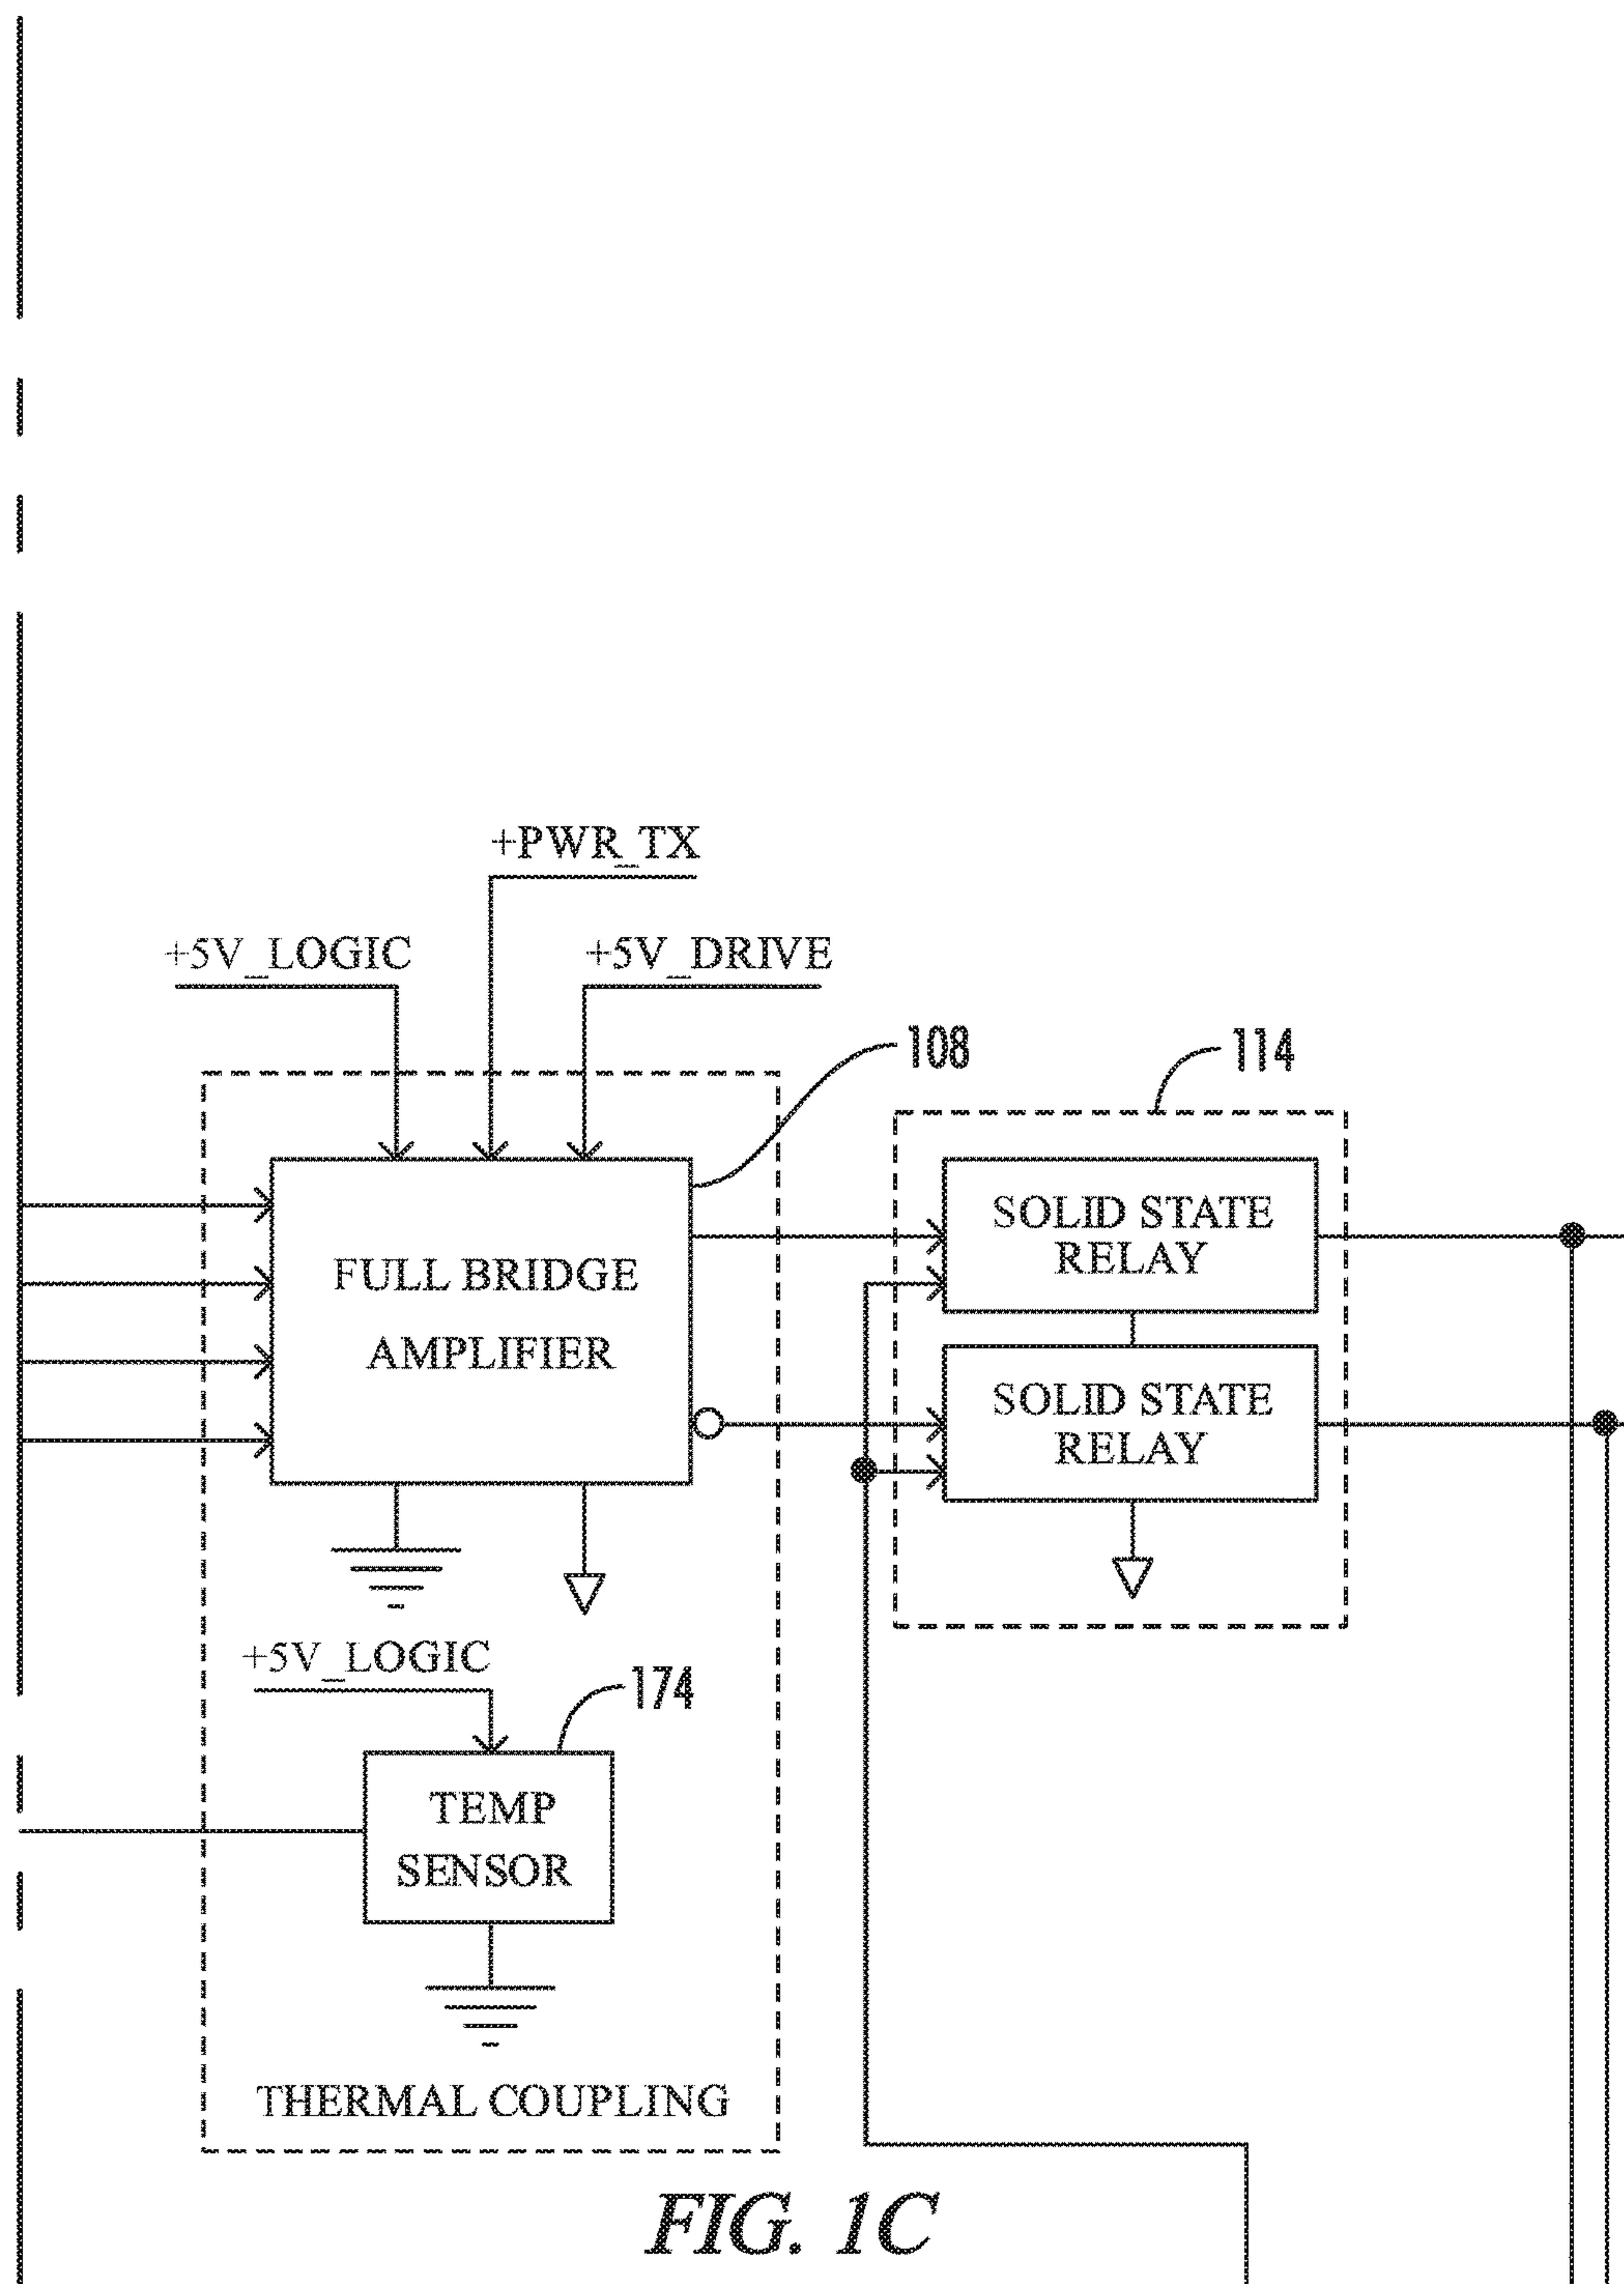 +PWR_TX
+5V_LOGIC
+5V_DRIVE
108
114
FULL BRIDGE
AMPLIFIER
SOLID STATE
RELAY
SOLID STATE
RELAY
+5V_LOGIC
174
TEMP
SENSOR
THERMAL COUPLING
FIG. 1C